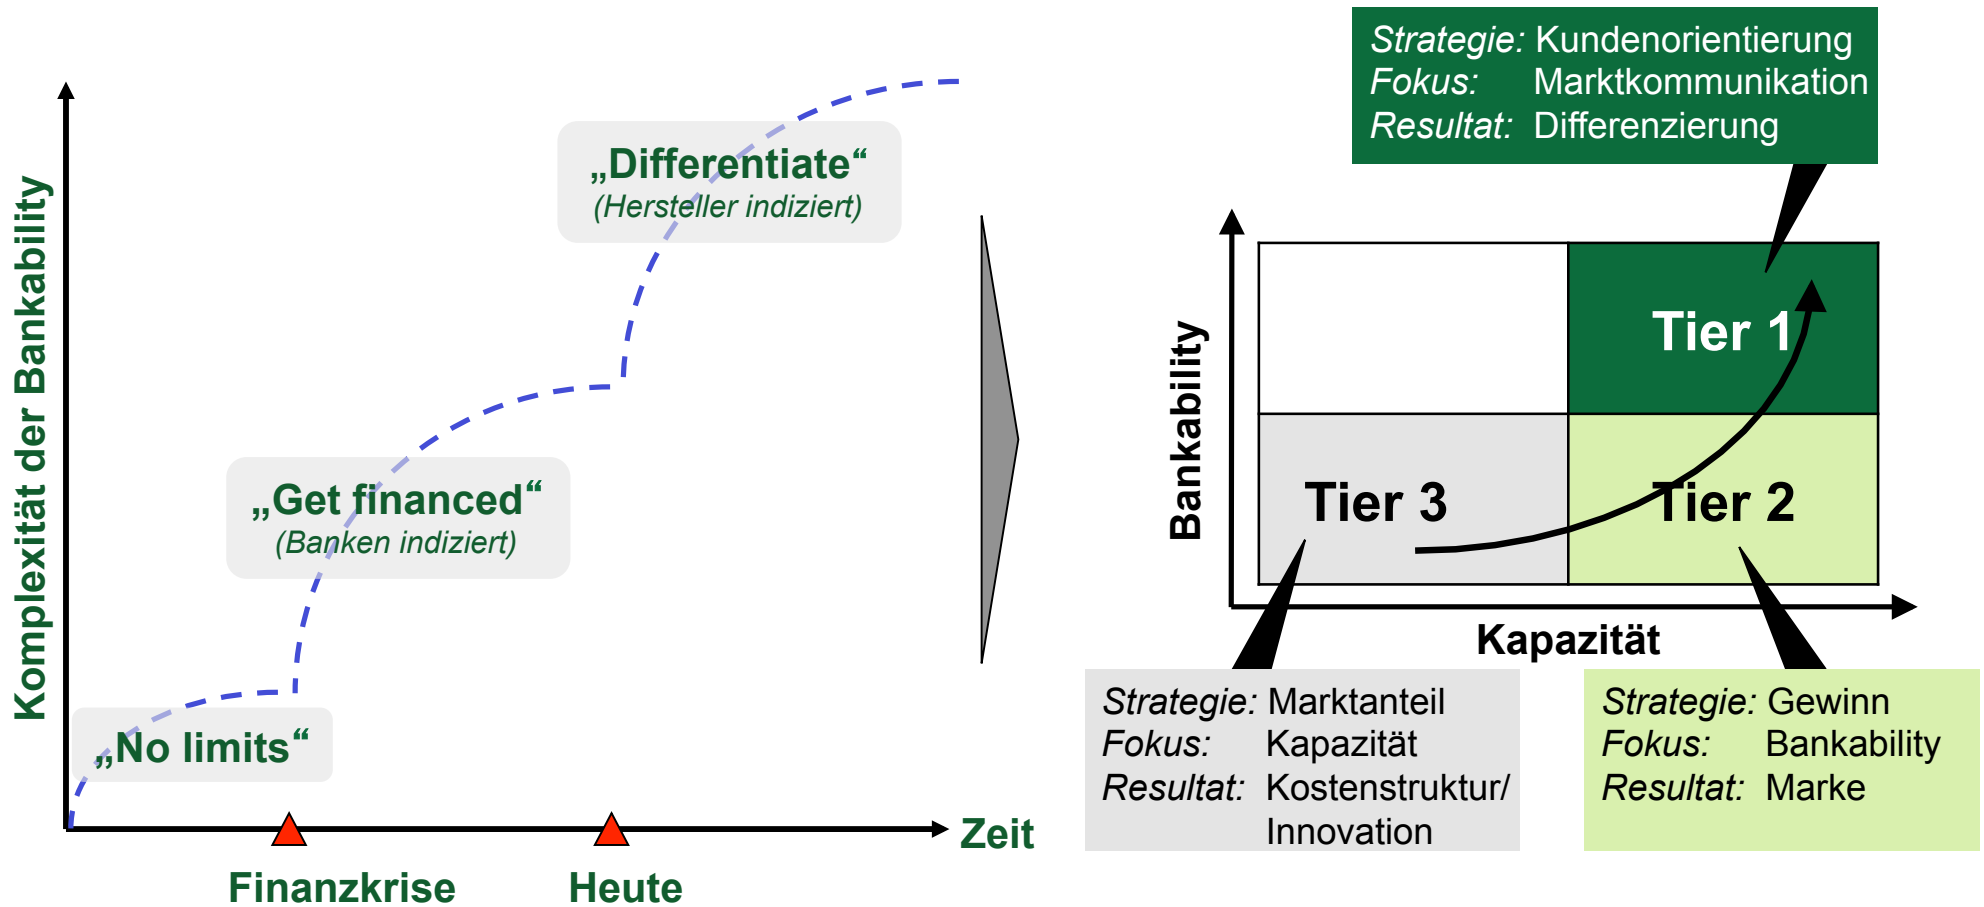 Komplexität der Bankability
„Differentiate“
(Hersteller indiziert)
„Get financed“
(Banken indiziert)
„No limits“
Zeit
Finanzkrise
Heute
Strategie: Kundenorientierung
Fokus: Marktkommunikation
Resultat: Differenzierung
Bankability
Tier 1
Tier 3
Tier 2
Kapazität
Strategie: Marktanteil
Fokus: Kapazität
Resultat: Kostenstruktur/
Innovation
Strategie: Gewinn
Fokus: Bankability
Resultat: Marke